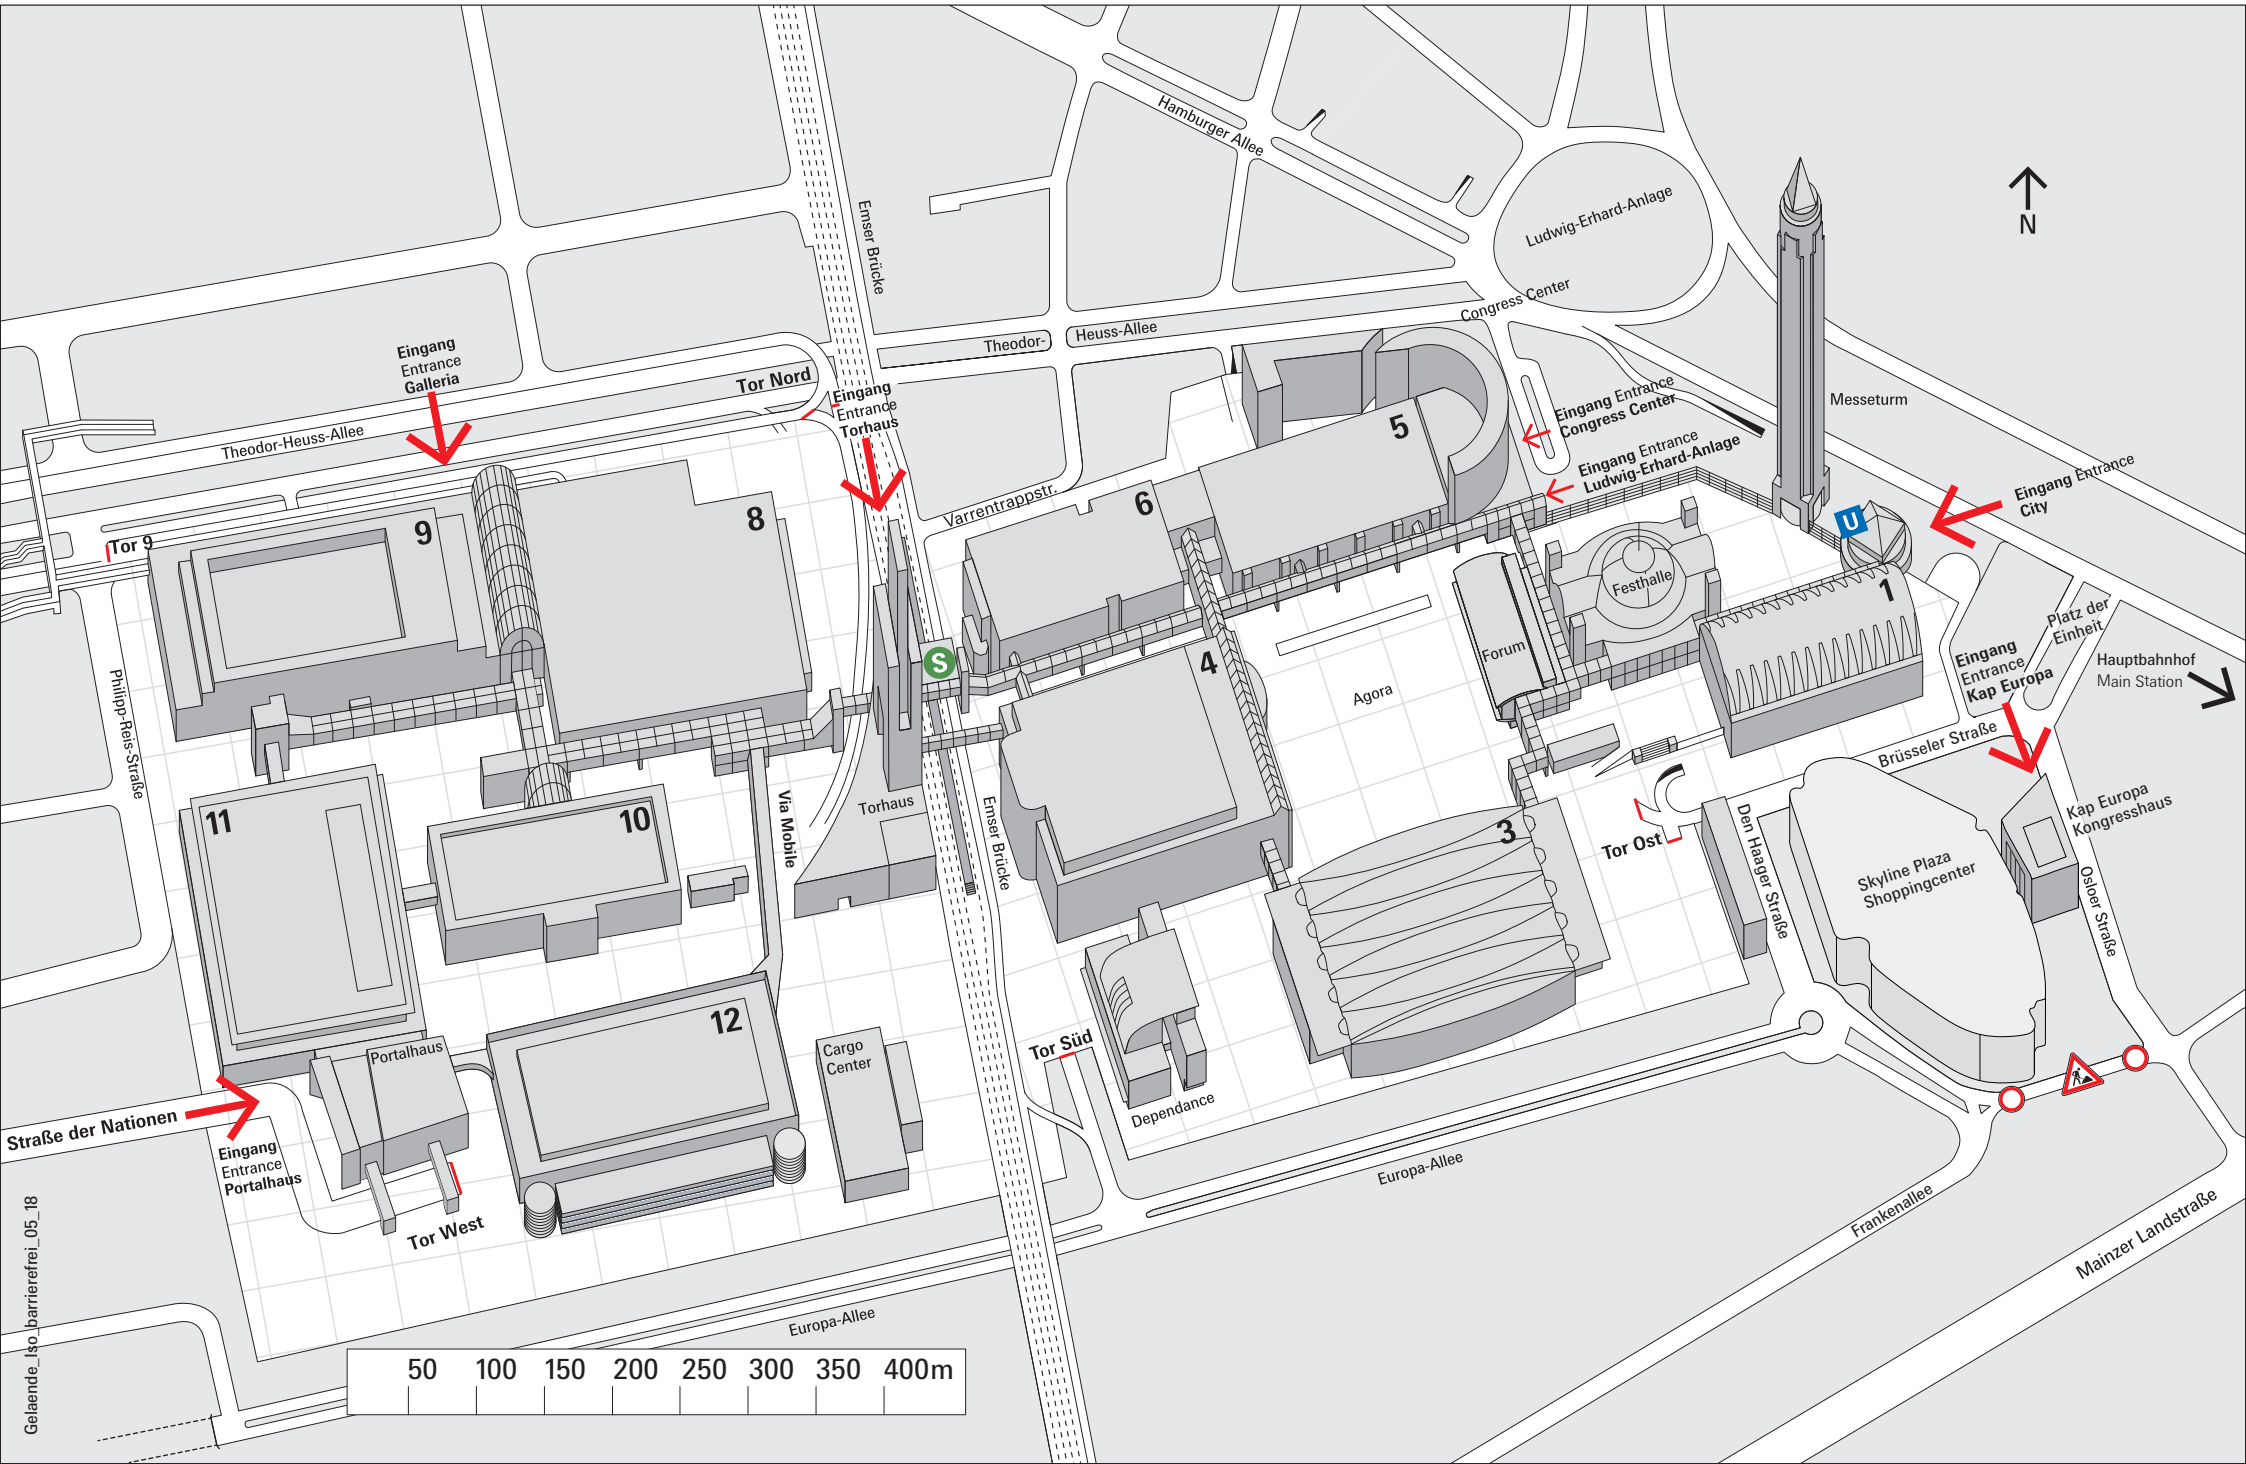 Hamburger Allee
Emser Brücke
Ludwig-Erhard-Anlage
N
Congress Center
Theodor-
Heuss-Allee
Eingang
Entrance
Galleria
Tor Nord
Eingang
Entrance
Torhaus
Theodor-Heuss-Allee
Messeturm
Eingang Entrance
Congress Center
Eingang Entrance
Ludwig-Erhard-Anlage
Eingang Entrance
City
U
5
6
Varrentrappstr.
8
9
Tor 9
Festhalle
1
Platz der
Einheit
Forum
S
4
Agora
Eingang
Entrance
Kap Europa
Hauptbahnhof
Main Station
Philipp-Reis-Straße
Brüsseler Straße
11
10
Via Mobile
Torhaus
Emser Brücke
3
Tor Ost
Den Haager Straße
Kap Europa
Kongresshaus
Skyline Plaza
Shoppingcenter
Osloer Straße
12
Portalhaus
Cargo
Center
Tor Süd
Dependance
Straße der Nationen
Eingang
Entrance
Portalhaus
Tor West
Europa-Allee
Frankenallee
Mainzer Landstraße
Europa-Allee
50 100 150 200 250 300 350 400m
Gelaende_Iso_barrierefrei_05_18